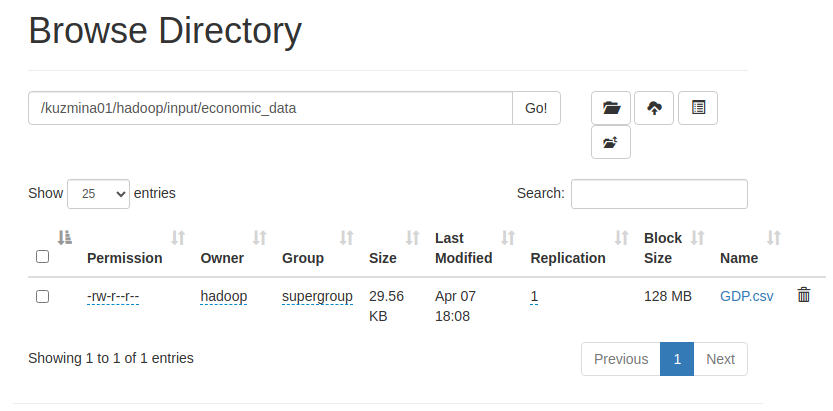 Browse Directory
/kuzmina01/hadoop/input/economic_data Go!
Show 25 entries Search:
Permission Owner Group Size Last Modified Replication Block Size Name
-rw-r--r-- hadoop supergroup 29.56 KB Apr 07 18:08 1 128 MB GDP.csv
Showing 1 to 1 of 1 entries Previous 1 Next